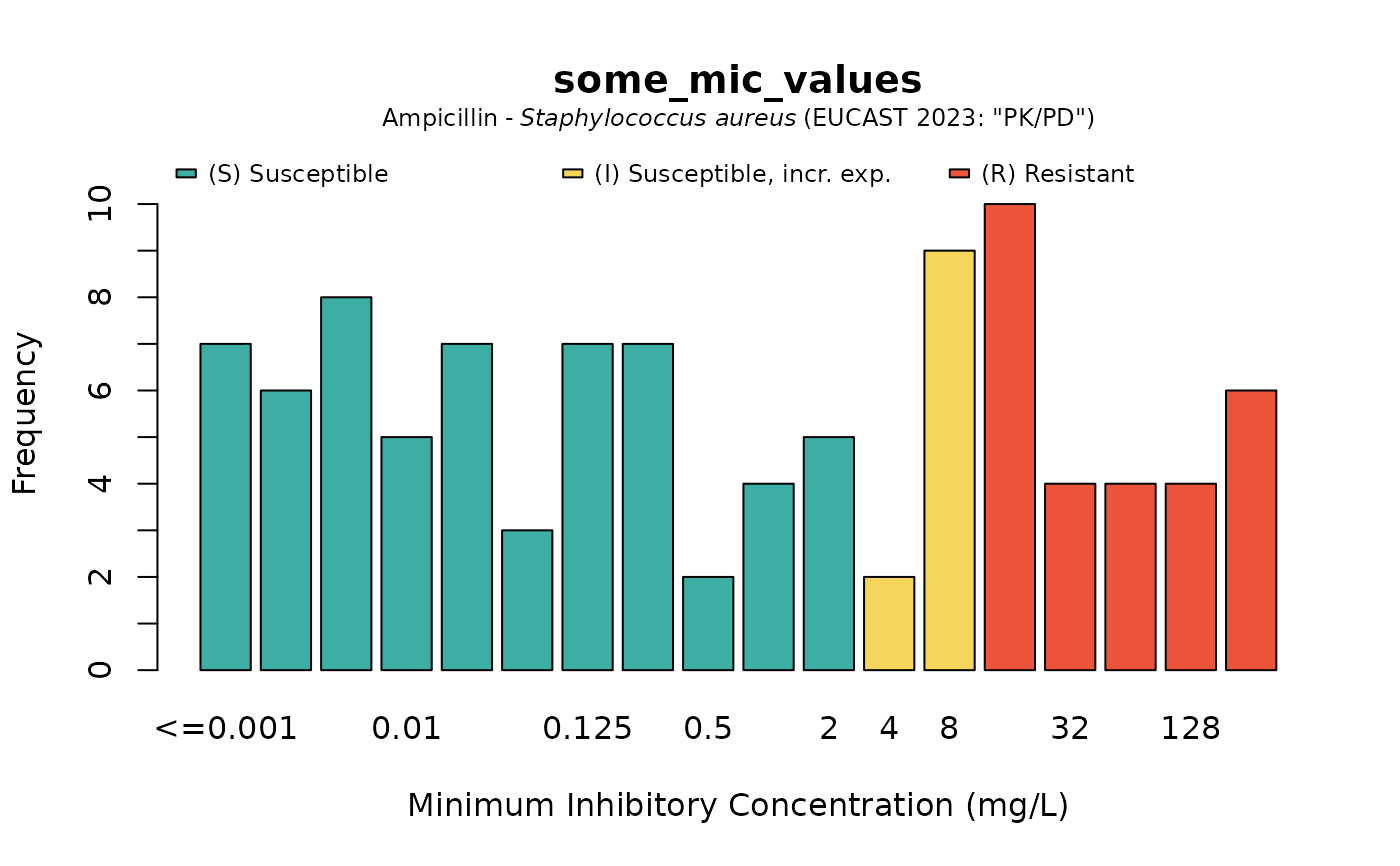 some_mic_values
Ampicillin - Staphylococcus aureus (EUCAST 2023: "PK/PD")
(S) Susceptible (I) Susceptible, incr. exp. (R) Resistant
10
8
6
4
2
0
Frequency
<=0.001 0.01 0.125 0.5 2 4 8 32 128
Minimum Inhibitory Concentration (mg/L)